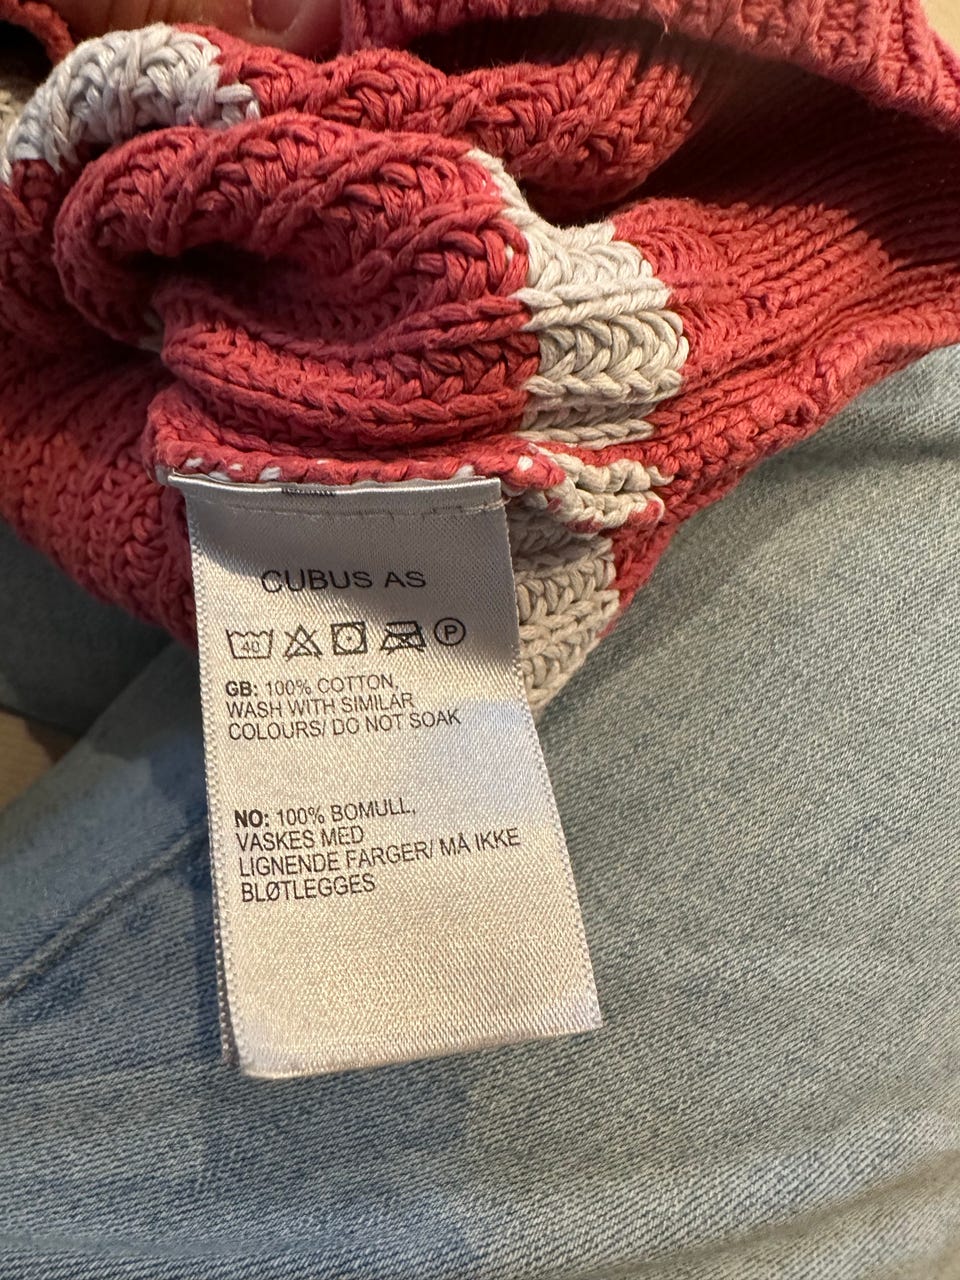 CUBUS AS
40 P
GB: 100% COTTON,
WASH WITH SIMILAR
COLOURS/ DO NOT SOAK
NO: 100% BOMULL,
VASKES MED
LIGNENDE FARGER/ MÅ IKKE
BLØTLEGGES